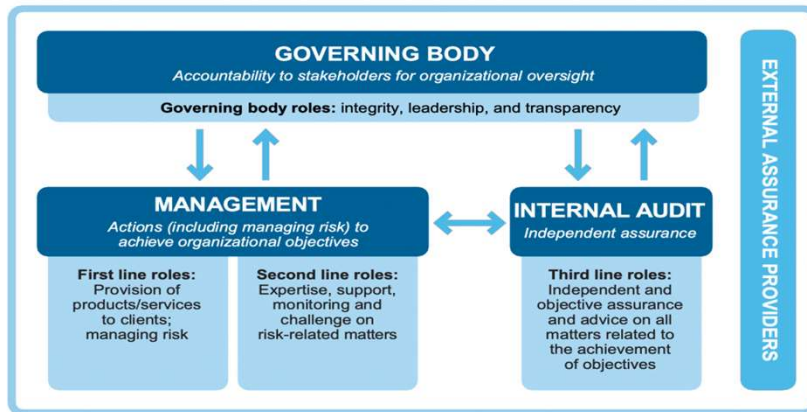 GOVERNING BODY
Accountability to stakeholders for organizational oversight
Governing body roles: integrity, leadership, and transparency
MANAGEMENT
Actions (including managing risk) to
achieve organizational objectives
First line roles:
Provision of
products/services
to clients;
managing risk
Second line roles:
Expertise, support,
monitoring and
challenge on
risk-related matters
INTERNAL AUDIT
Independent assurance
Third line roles:
Independent and
objective assurance
and advice on all
matters related to
the achievement
of objectives
EXTERNAL ASSURANCE PROVIDERS